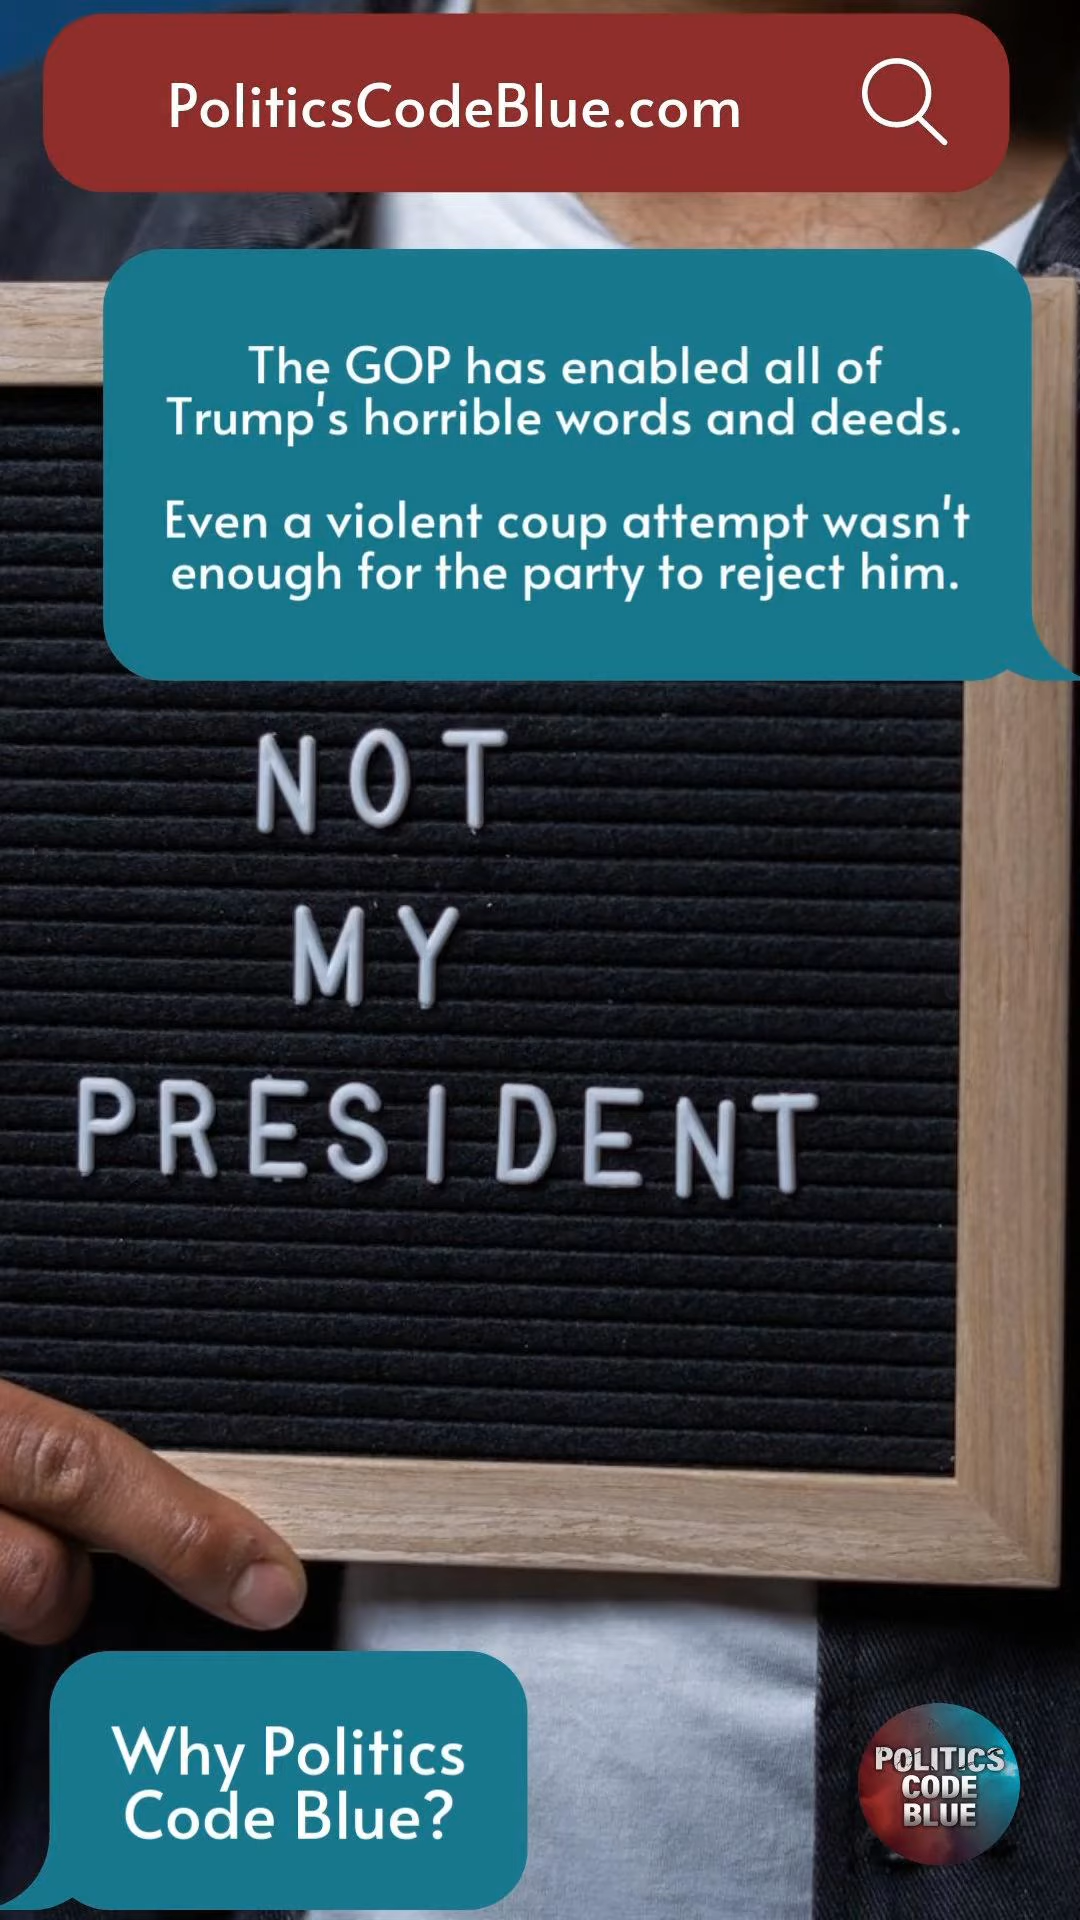 PoliticsCodeBlue.com
The GOP has enabled all of
Trump's horrible words and deeds.
Even a violent coup attempt wasn't
enough for the party to reject him.
NOT
MY
PRESIDENT
Why Politics
Code Blue?
POLITICS
CODE
BLUE